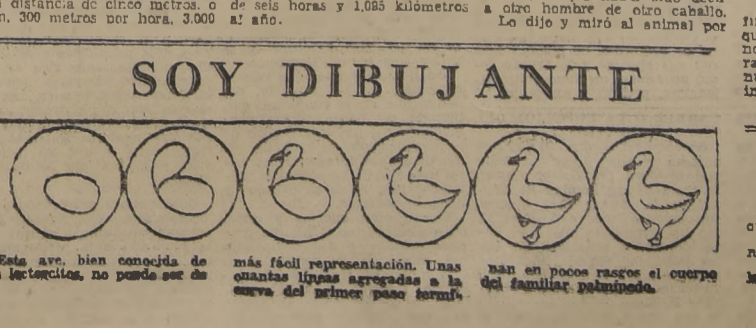 distancia de cinco metros, o
n, 300 metros por hora, 3.000
de seis horas y 1,085 kilómetros
al año.
a otro hombre de otro caballo.
Lo dijo y miró al animal por
SOY DIBUJANTE
Esta ave, bien conocida de
lectorcitos, no puede ser de
más fácil representación. Unas
cuantas líneas agregadas a la
curva del primer paso termi-
nan en pocos rasgos el cuerpo
del familiar palmípedo.